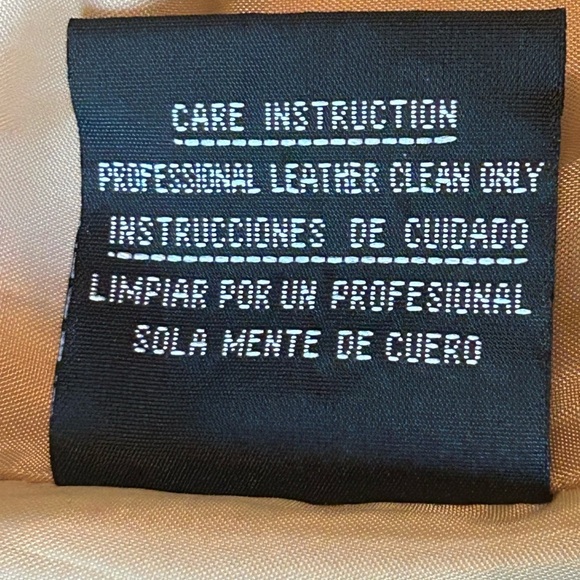 CARE INSTRUCTION
PROFESSIONAL LEATHER CLEAN ONLY
INSTRUCCIONES DE CUIDADO
LIMPIAR POR UN PROFESIONAL
SOLA MENTE DE CUERO